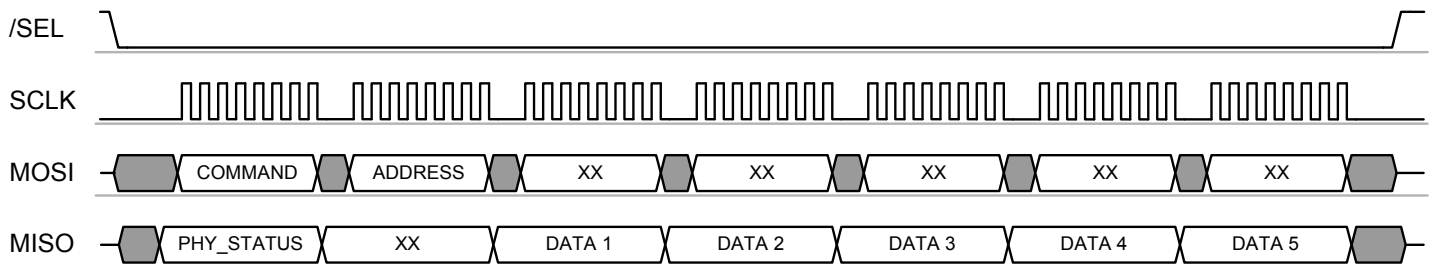 /SEL
SCLK
MOSI COMMAND ADDRESS XX XX XX XX XX
MISO PHY_STATUS XX DATA 1 DATA 2 DATA 3 DATA 4 DATA 5